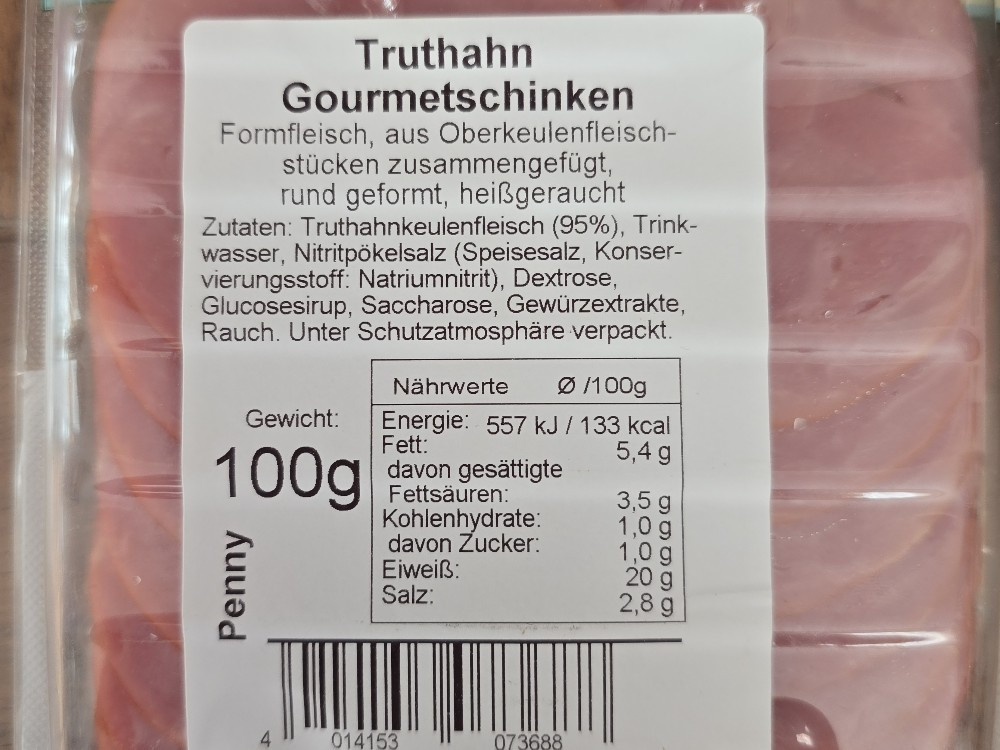 Truthahn
Gourmetschinken
Formfleisch, aus Oberkeulenfleisch-
stücken zusammengefügt,
rund geformt, heißgeraucht
Zutaten: Truthahnkeulenfleisch (95%), Trink-
wasser, Nitritpökelsalz (Speisesalz, Konser-
vierungsstoff: Natriumnitrit), Dextrose,
Glucosesirup, Saccharose, Gewürzextrakte,
Rauch. Unter Schutzatmosphäre verpackt.
Gewicht:
100g
Penny
Nährwerte Ø /100g
Energie: 557 kJ / 133 kcal
Fett: 5,4 g
davon gesättigte
Fettsäuren: 3,5 g
Kohlenhydrate: 1,0 g
davon Zucker: 1,0 g
Eiweiß: 20 g
Salz: 2,8 g
4 014153 073688